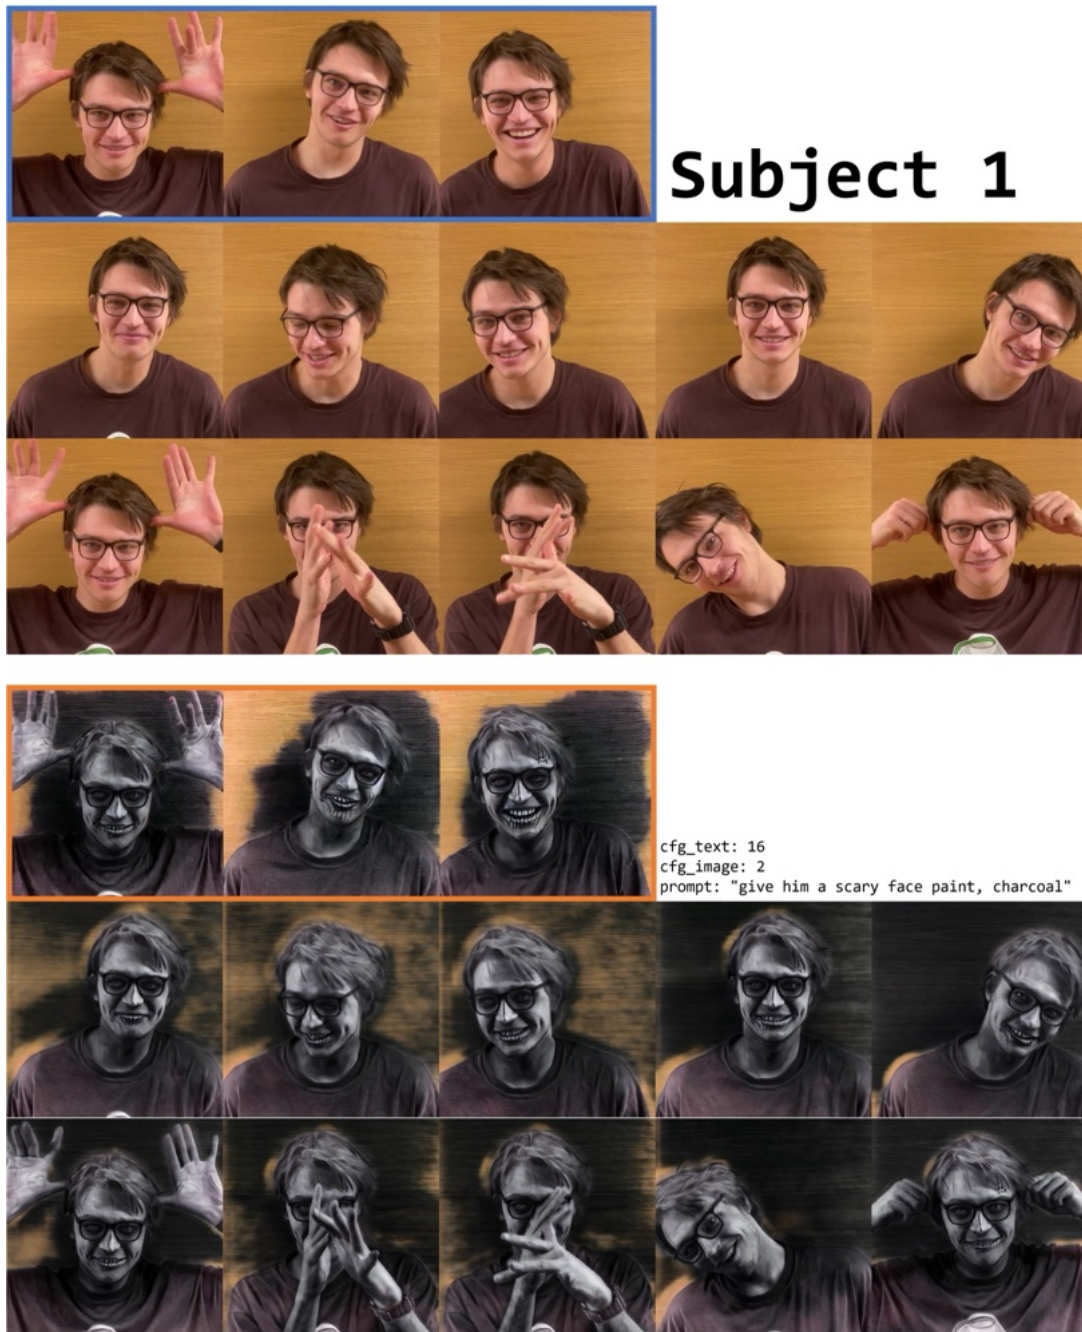 Subject 1
cfg_text: 16
cfg_image: 2
prompt: "give him a scary face paint, charcoal"